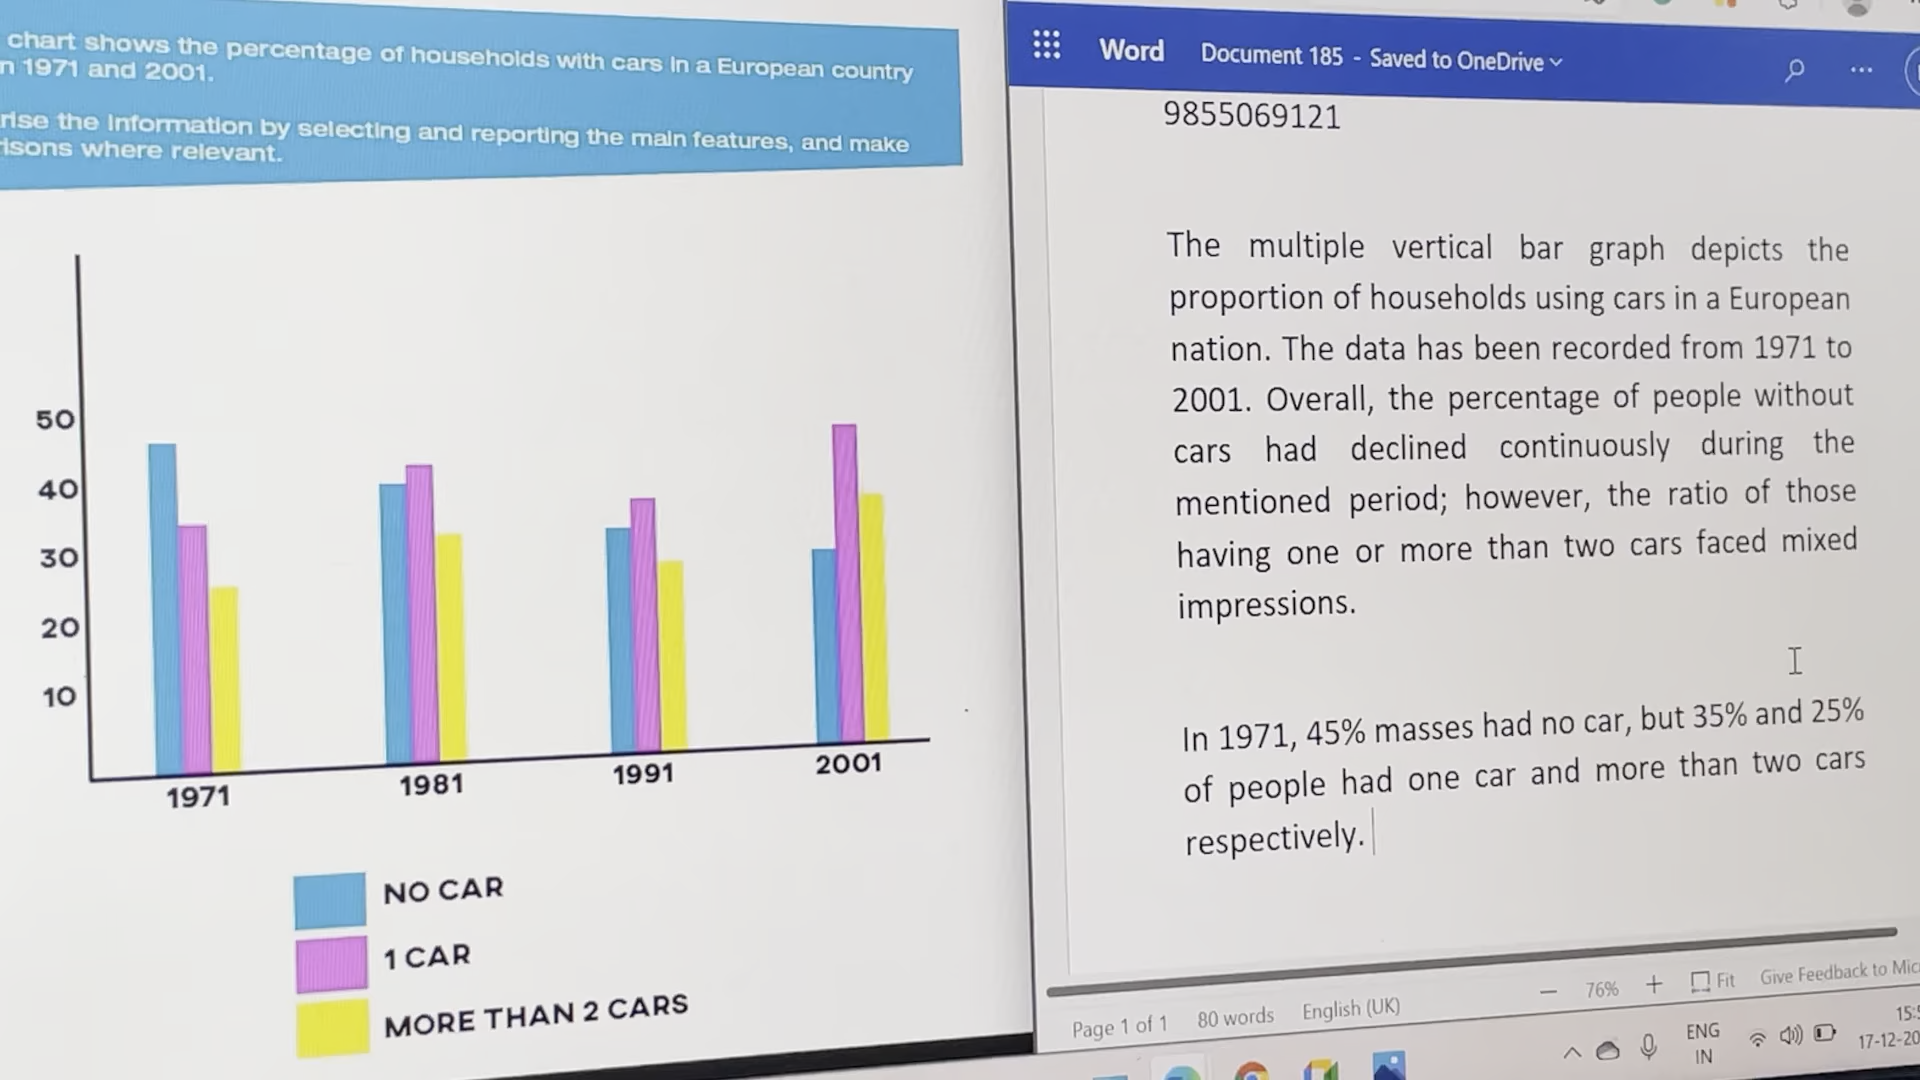 chart shows the percentage of households with cars in a European country
n 1971 and 2001.
rise the information by selecting and reporting the main features, and make
risons where relevant.
50
40
30
20
10
1971
1981
1991
2001
NO CAR
1 CAR
MORE THAN 2 CARS
Word Document 185 - Saved to OneDrive
9855069121
The multiple vertical bar graph depicts the
proportion of households using cars in a European
nation. The data has been recorded from 1971 to
2001. Overall, the percentage of people without
cars had declined continuously during the
mentioned period; however, the ratio of those
having one or more than two cars faced mixed
impressions.
In 1971, 45% masses had no car, but 35% and 25%
of people had one car and more than two cars
respectively.
Page 1 of 1 80 words English (UK) 76% Fit Give Feedback to Mic
ENG
IN
15:5
17-12-20